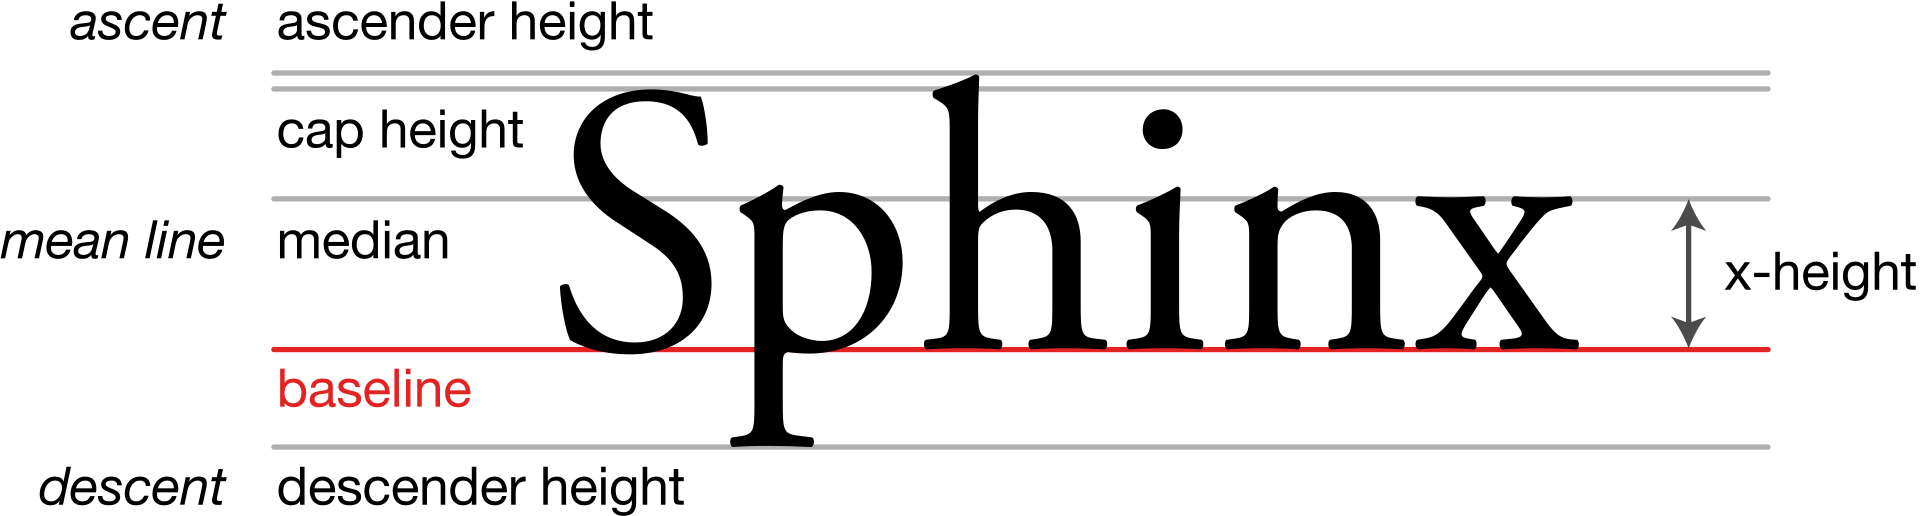 ascent ascender height
cap height
Sphinx
mean line median
x-height
baseline
descent descender height